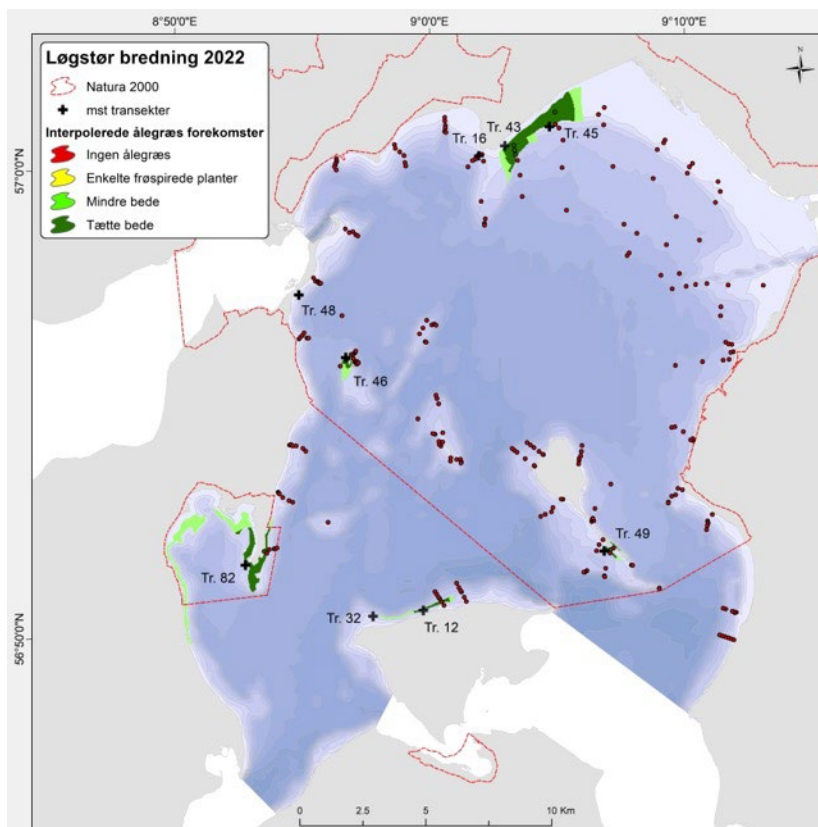 8°50'0"E
9°0'0"E
9°10'0"E
Løgstør bredning 2022
Natura 2000
mst transekter
Interpolerede ålegræs forekomster
Ingen ålegræs
Enkelte frøspirede planter
Mindre bede
Tætte bede
N
Tr. 43
Tr. 16
Tr. 45
57°0'0"N
Tr. 48
Tr. 46
Tr. 49
Tr. 82
Tr. 32
Tr. 12
56°50'0"N
0 2,5 5 10 Km